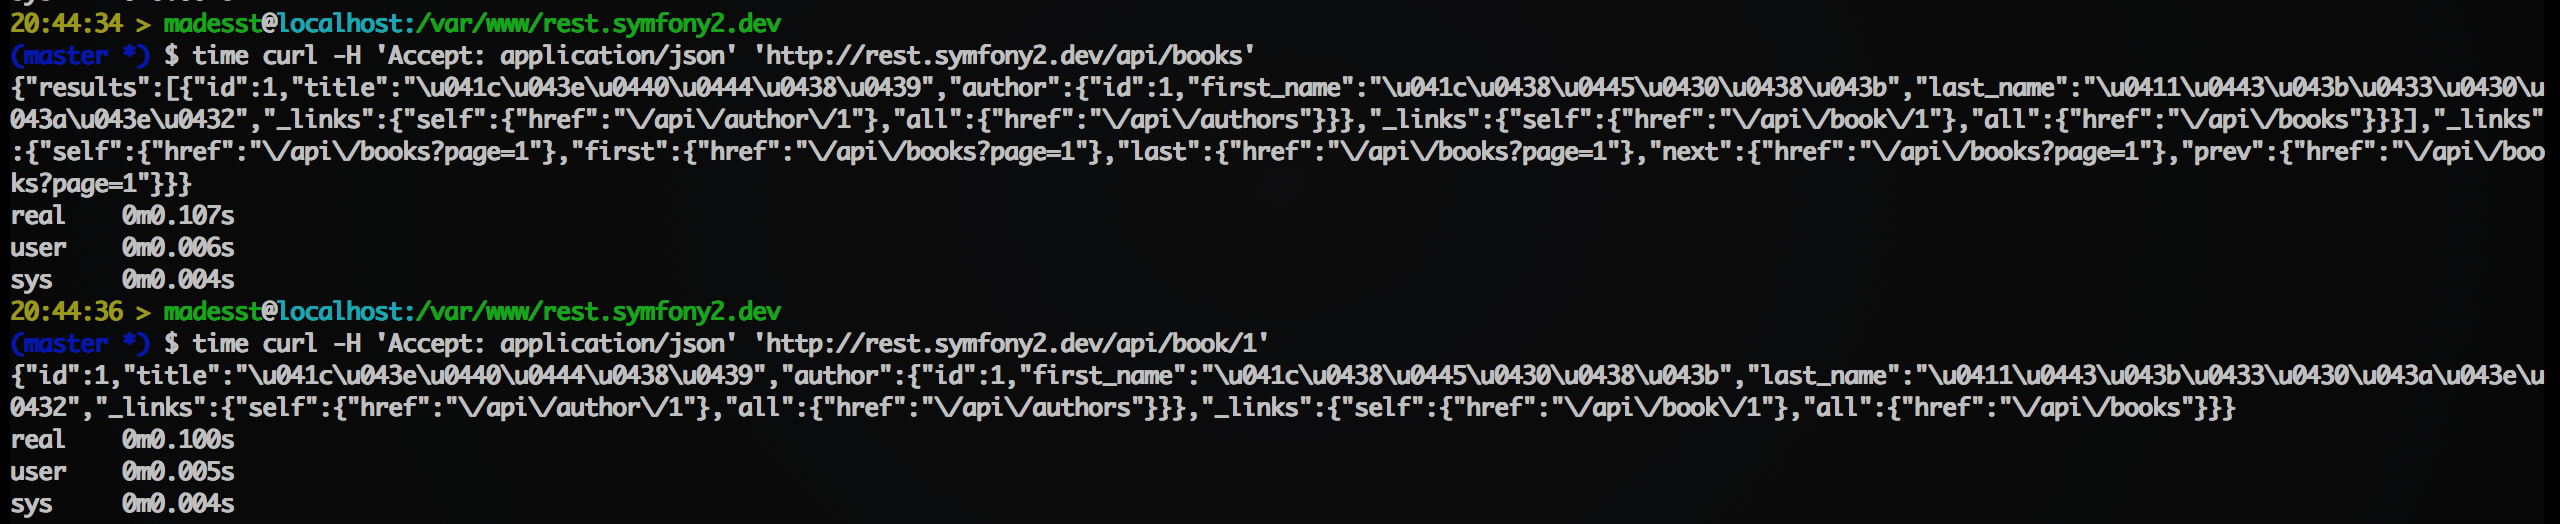 20:44:34 > madesst@localhost:/var/www/rest.symfony2.dev
(master *) $ time curl -H 'Accept: application/json' 'http://rest.symfony2.dev/api/books'
{"results":[{"id":1,"title":"\u041c\u043e\u0440\u0444\u0438\u0439","author":{"id":1,"first_name":"\u041c\u0438\u0445\u0430\u0438\u043b","last_name":"\u0411\u0443\u043b\u0433\u0430\u
043a\u043e\u0432","_links":{"self":{"href":"\/api\/author\/1"},"all":{"href":"\/api\/authors"}}},"_links":{"self":{"href":"\/api\/book\/1"},"all":{"href":"\/api\/books"}}}],"_links"
:{"self":{"href":"\/api\/books?page=1"},"first":{"href":"\/api\/books?page=1"},"last":{"href":"\/api\/books?page=1"},"next":{"href":"\/api\/books?page=1"},"prev":{"href":"\/api\/boo
ks?page=1"}}}
real    0m0.107s
user    0m0.006s
sys     0m0.004s
20:44:36 > madesst@localhost:/var/www/rest.symfony2.dev
(master *) $ time curl -H 'Accept: application/json' 'http://rest.symfony2.dev/api/book/1'
{"id":1,"title":"\u041c\u043e\u0440\u0444\u0438\u0439","author":{"id":1,"first_name":"\u041c\u0438\u0445\u0430\u0438\u043b","last_name":"\u0411\u0443\u043b\u0433\u0430\u043a\u043e\u
0432","_links":{"self":{"href":"\/api\/author\/1"},"all":{"href":"\/api\/authors"}}},"_links":{"self":{"href":"\/api\/book\/1"},"all":{"href":"\/api\/books"}}}
real    0m0.100s
user    0m0.005s
sys     0m0.004s